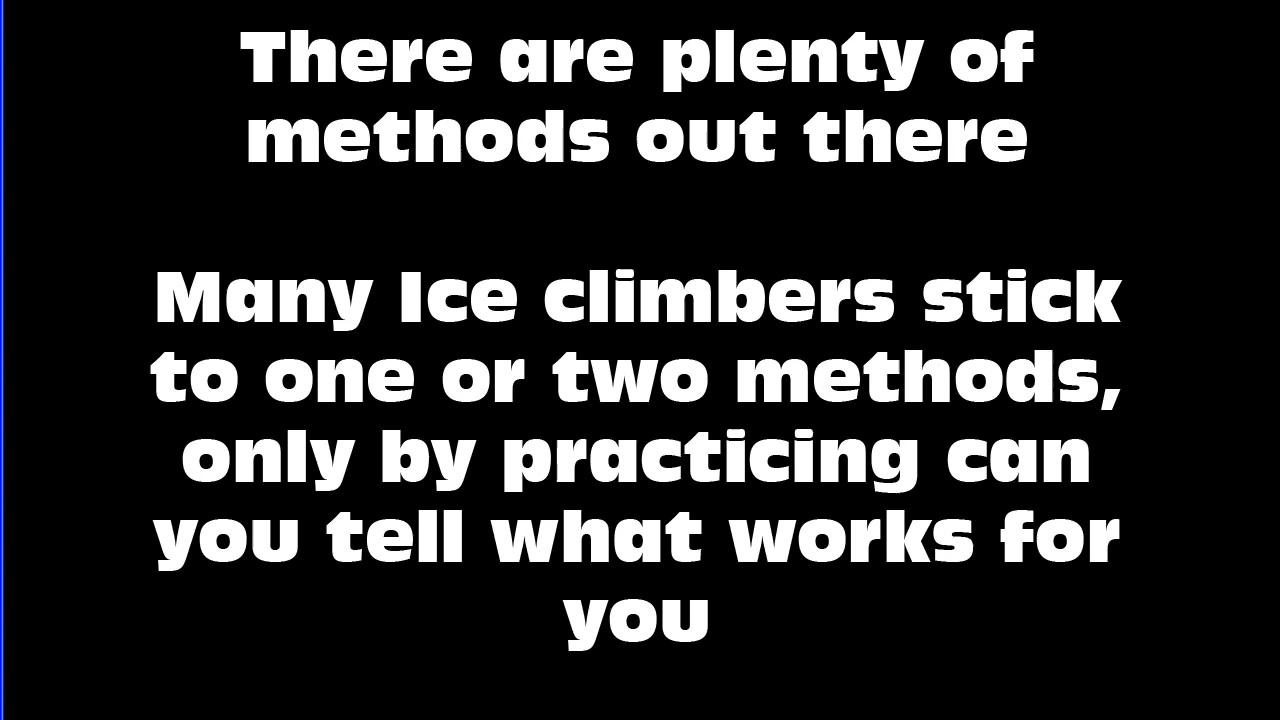 There are plenty of
methods out there
Many Ice climbers stick
to one or two methods,
only by practicing can
you tell what works for
you